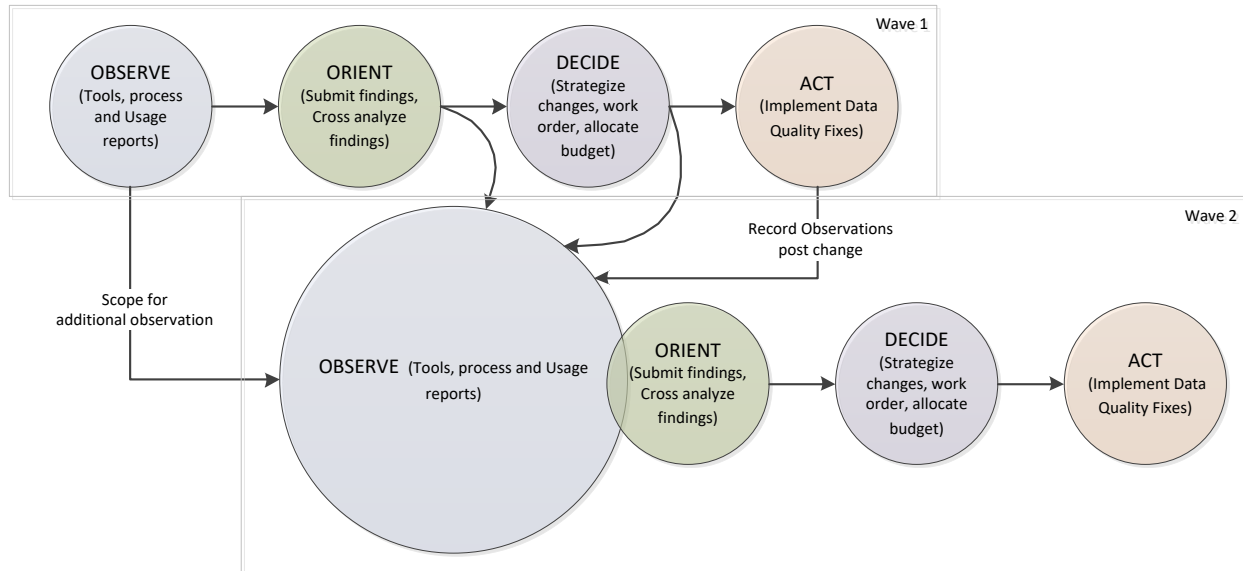 Wave 1
OBSERVE
(Tools, process
and Usage
reports)
ORIENT
(Submit findings,
Cross analyze
findings)
DECIDE
(Strategize
changes, work
order, allocate
budget)
ACT
(Implement Data
Quality Fixes)
Wave 2
Record Observations
post change
Scope for
additional observation
OBSERVE (Tools, process and Usage
reports)
ORIENT
(Submit findings,
Cross analyze
findings)
DECIDE
(Strategize
changes, work
order, allocate
budget)
ACT
(Implement Data
Quality Fixes)